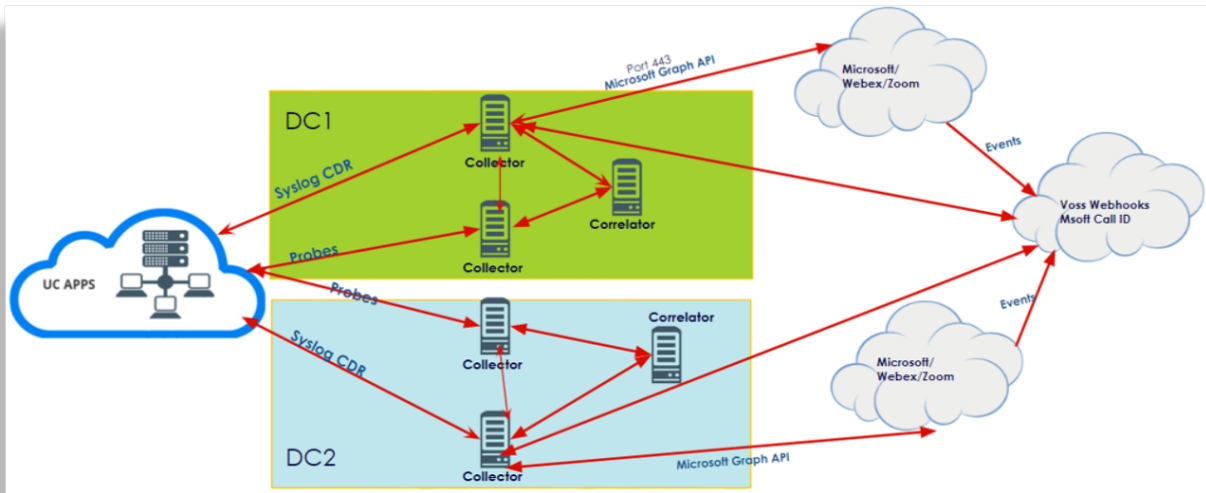 Port 443
Microsoft Graph API
Microsoft/
Webex/Zoom
DC1
Collector
Syslog CDR
Events
Correlator
Voss Webhooks
Msoft Call ID
Collector
Probes
UC APPS
Probes
Events
Correlator
Syslog CDR
Collector
Microsoft/
Webex/Zoom
DC2
Collector
Microsoft Graph API